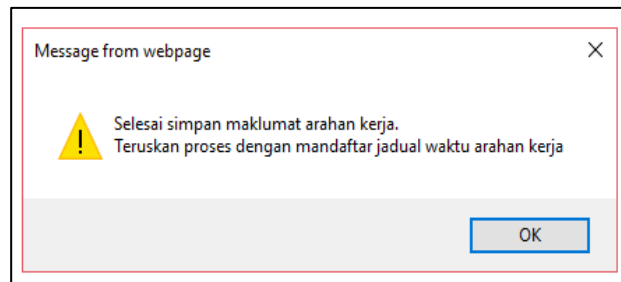 Message from webpage
Selesai simpan maklumat arahan kerja.
Teruskan proses dengan mandaftar jadual waktu arahan kerja
OK